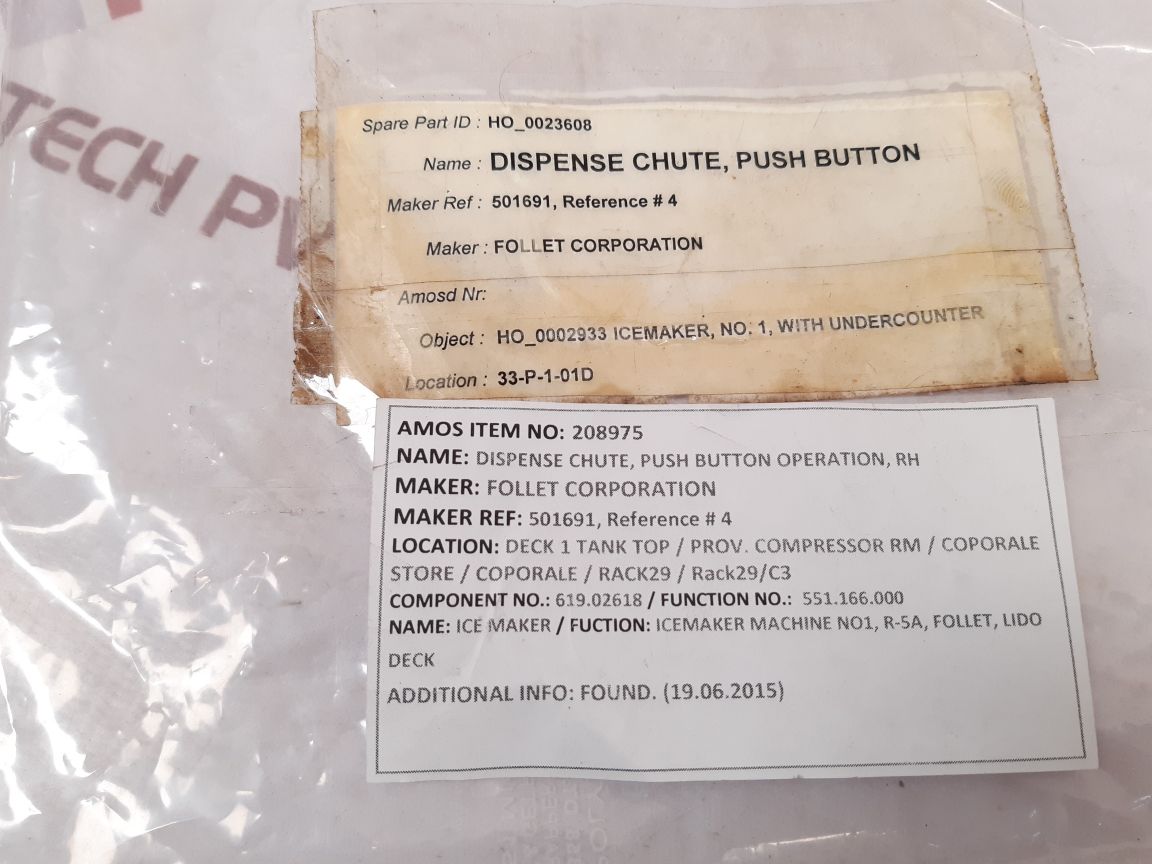 TECH PV
Spare Part ID : HO_0023608
Name : DISPENSE CHUTE, PUSH BUTTON
Maker Ref : 501691, Reference # 4
Maker : FOLLET CORPORATION
Amosd Nr:
Object : HO_0002933 ICEMAKER, NO. 1, WITH UNDERCOUNTER
Location : 33-P-1-01D
AMOS ITEM NO: 208975
NAME: DISPENSE CHUTE, PUSH BUTTON OPERATION, RH
MAKER: FOLLET CORPORATION
MAKER REF: 501691, Reference # 4
LOCATION: DECK 1 TANK TOP / PROV. COMPRESSOR RM / COPORALE
STORE / COPORALE / RACK29 / Rack29/C3
COMPONENT NO.: 619.02618 / FUNCTION NO.: 551.166.000
NAME: ICE MAKER / FUCTION: ICEMAKER MACHINE NO1, R-5A, FOLLET, LIDO
DECK
ADDITIONAL INFO: FOUND. (19.06.2015)